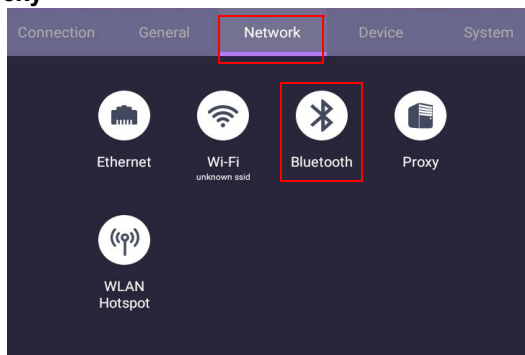 Connection General Network Device System
Ethernet Wi-Fi Bluetooth Proxy
unknown ssid
WLAN
Hotspot